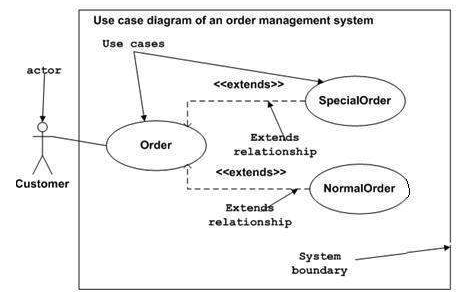 Use case diagram of an order management system
Use cases
actor
<<extends>>
SpecialOrder
Extends
relationship
Order
Customer
<<extends>>
NormalOrder
Extends
relationship
System
boundary